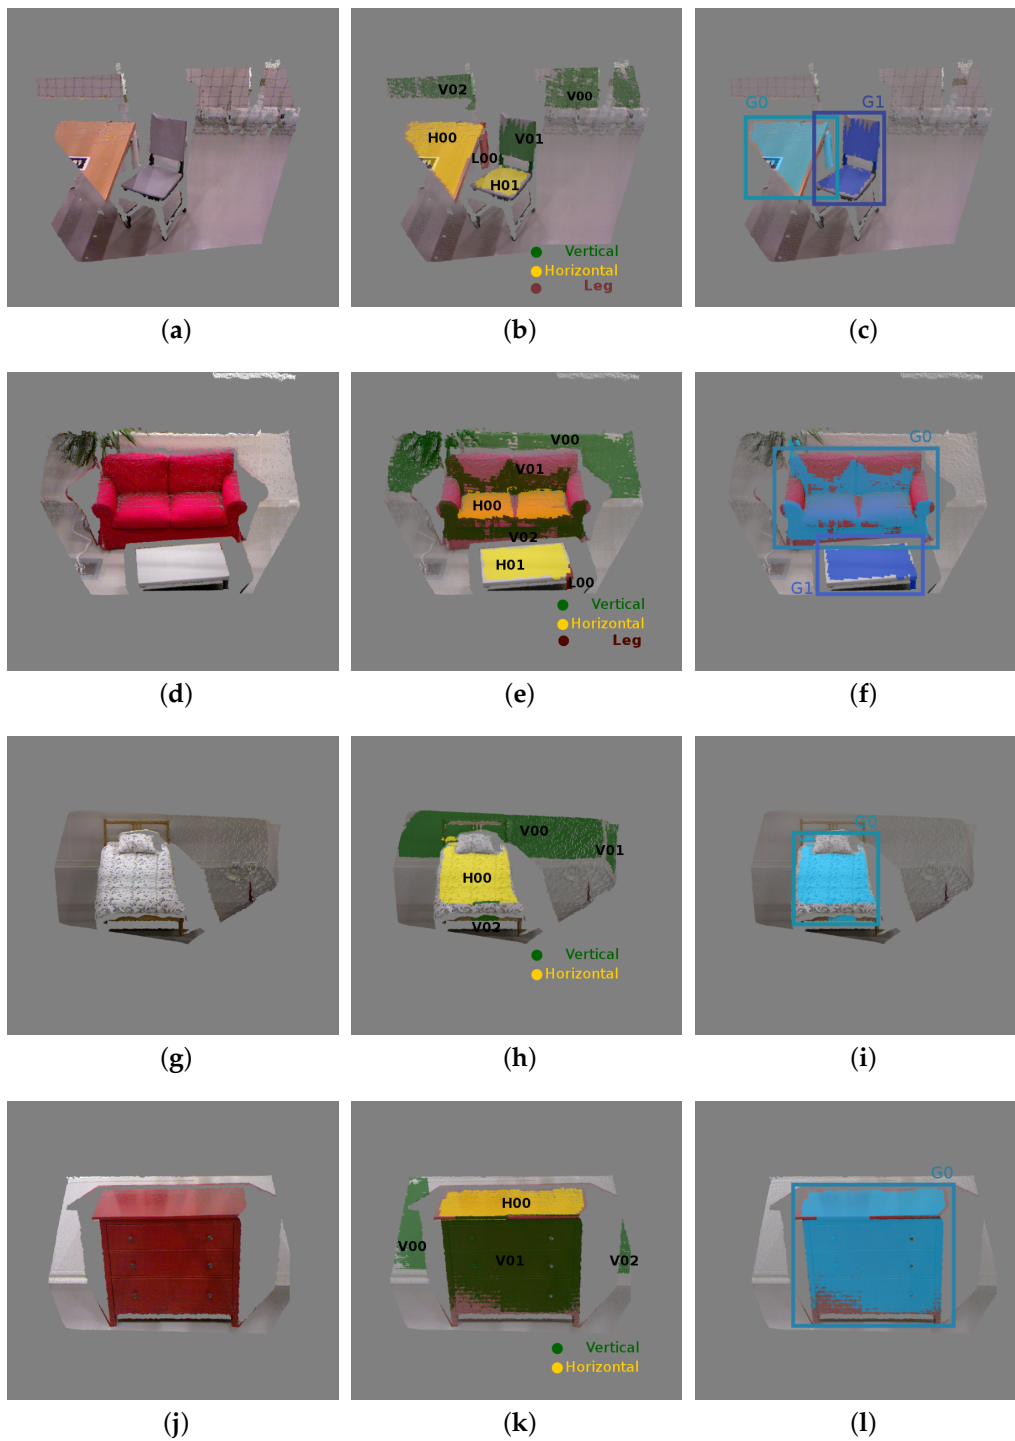 V02
V00
H00
V01
L00
H01
Vertical
Horizontal
Leg
G0
G1
(a)
(b)
(c)
V00
V01
H00
V02
H01
L00
Vertical
Horizontal
Leg
G0
G1
(d)
(e)
(f)
V00
V01
H00
V02
Vertical
Horizontal
G0
(g)
(h)
(i)
H00
V00
V01
V02
Vertical
Horizontal
G0
(j)
(k)
(l)